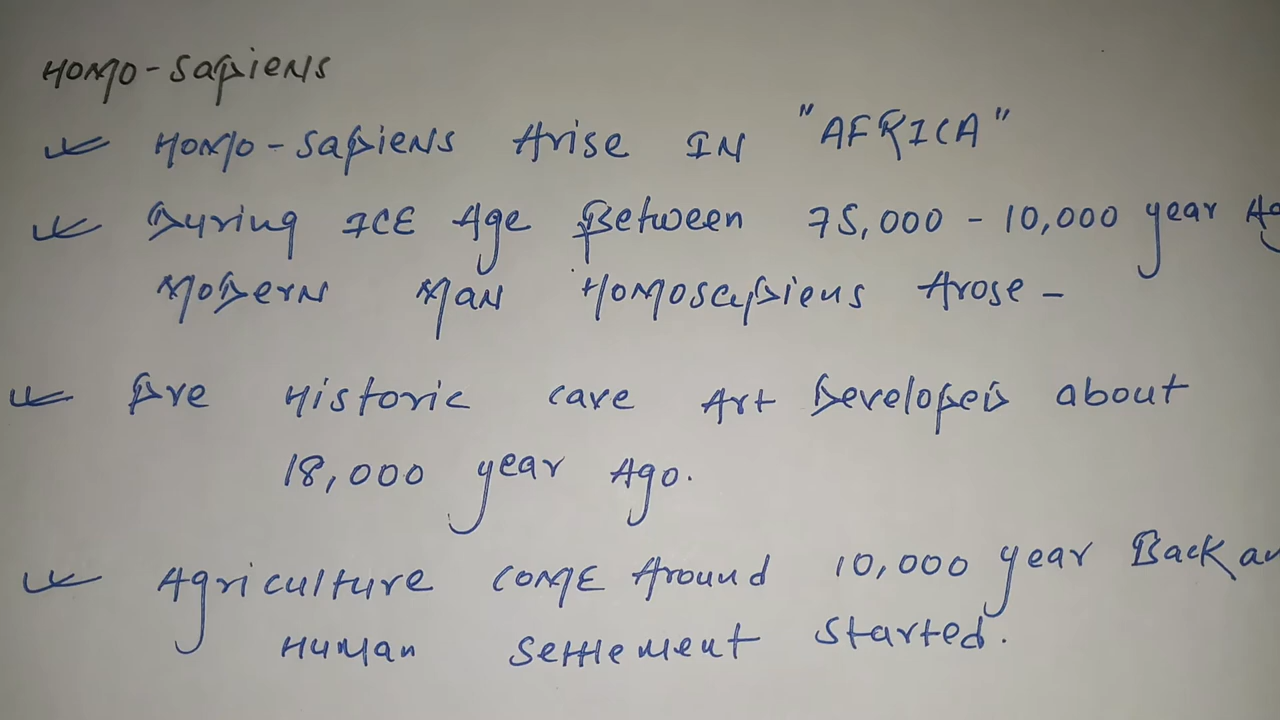 Homo-sapiens
Homo-sapiens Arise IN "AFRICA"
During ICE Age Between 75,000 - 10,000 year Ag
Modern Man Homosapiens Arose -
Pre Historic cave Art Developed about
18,000 year Ago.
Agriculture COME Around 10,000 year Back an
Human Settlement Started.